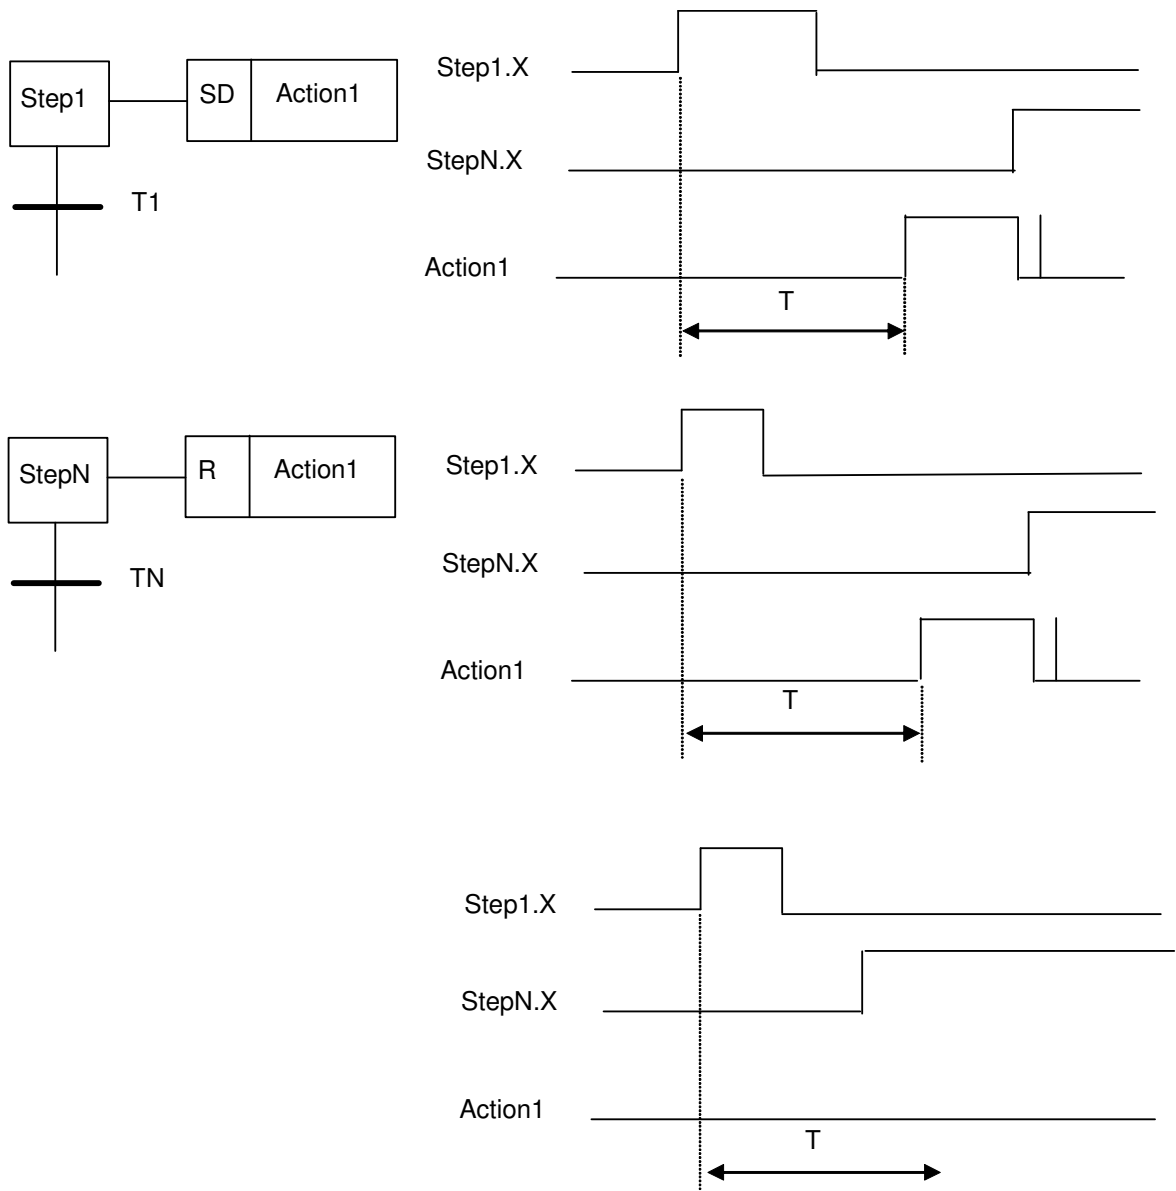 Step1 SD Action1
T1
Step1.X
StepN.X
Action1
T
StepN R Action1
TN
Step1.X
StepN.X
Action1
T
Step1.X
StepN.X
Action1
T